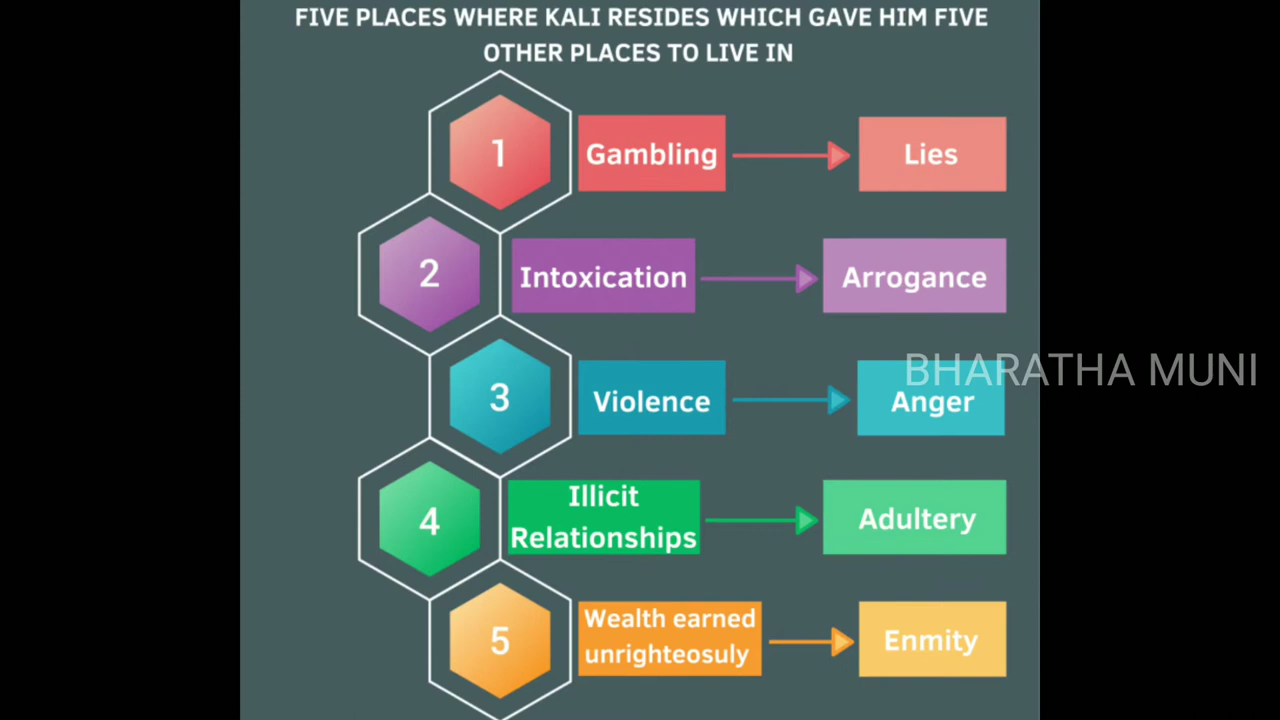 FIVE PLACES WHERE KALI RESIDES WHICH GAVE HIM FIVE
OTHER PLACES TO LIVE IN
1
Gambling
Lies
2
Intoxication
Arrogance
BHARATHA MUNI
3
Violence
Anger
4
Illicit
Relationships
Adultery
5
Wealth earned
unrighteosuly
Enmity